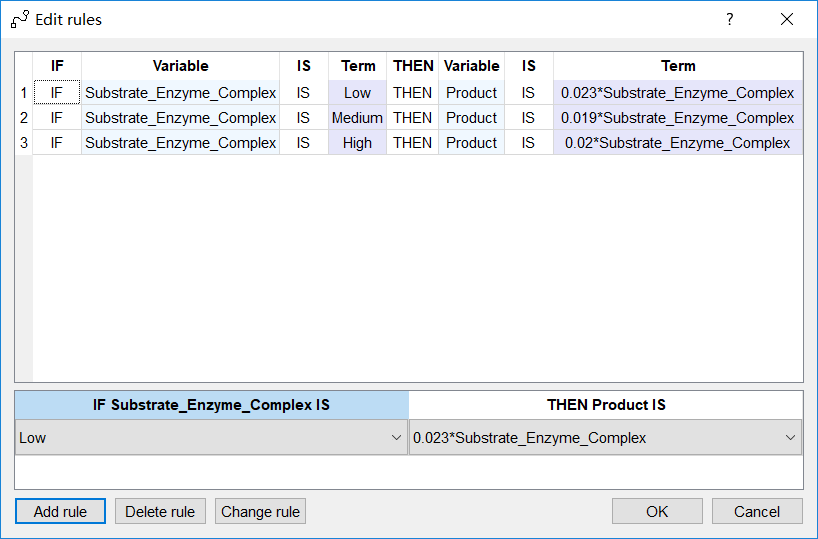 Edit rules ?
IF Variable IS Term THEN Variable IS Term
1 IF Substrate_Enzyme_Complex IS Low THEN Product IS 0.023*Substrate_Enzyme_Complex
2 IF Substrate_Enzyme_Complex IS Medium THEN Product IS 0.019*Substrate_Enzyme_Complex
3 IF Substrate_Enzyme_Complex IS High THEN Product IS 0.02*Substrate_Enzyme_Complex
IF Substrate_Enzyme_Complex IS THEN Product IS
Low 0.023*Substrate_Enzyme_Complex
Add rule Delete rule Change rule OK Cancel